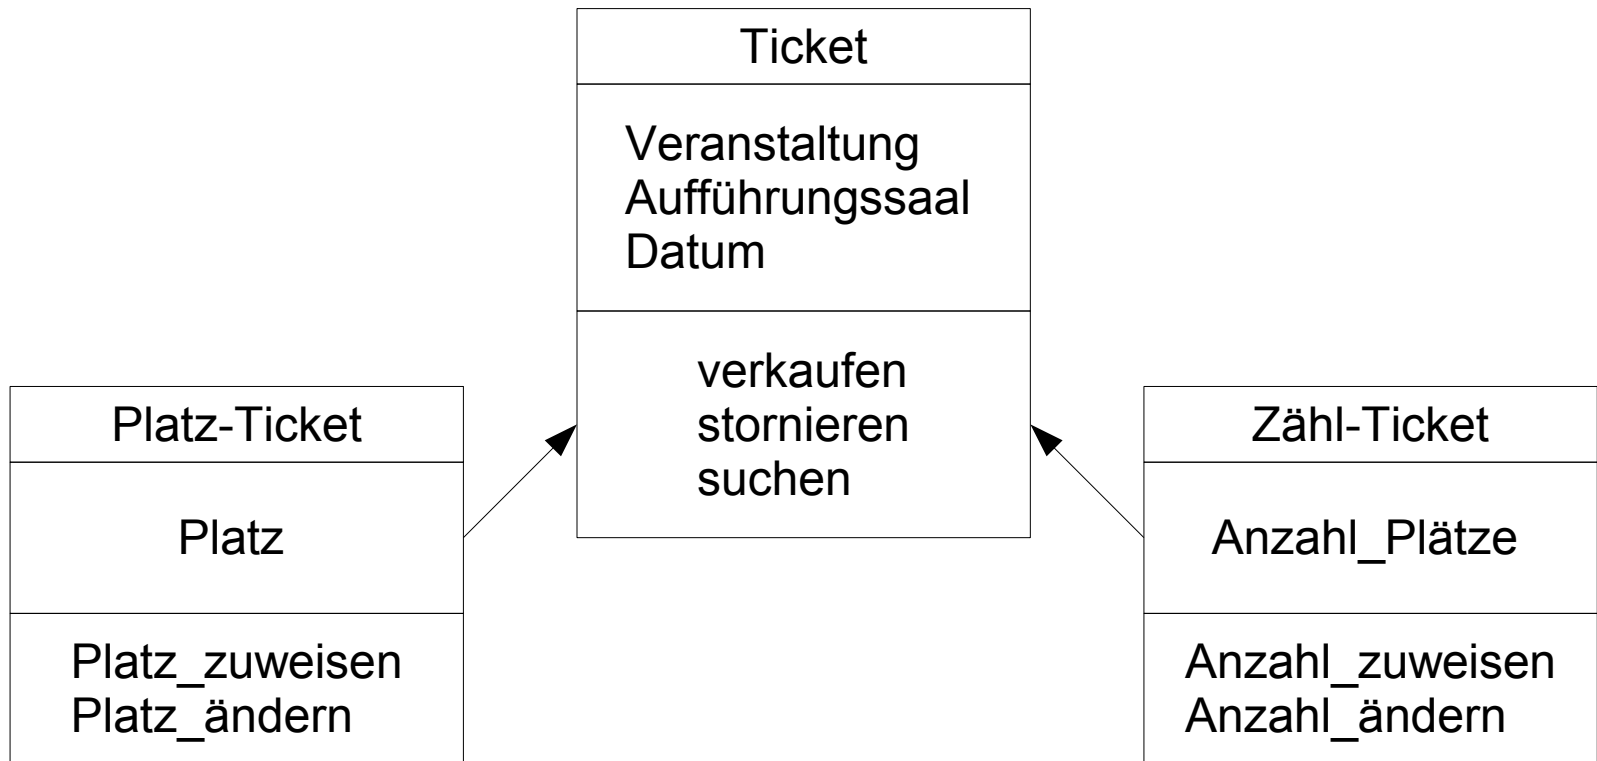 Ticket
Veranstaltung
Aufführungssaal
Datum
verkaufen
stornieren
suchen
Platz-Ticket
Platz
Platz_zuweisen
Platz_ändern
Zähl-Ticket
Anzahl_Plätze
Anzahl_zuweisen
Anzahl_ändern